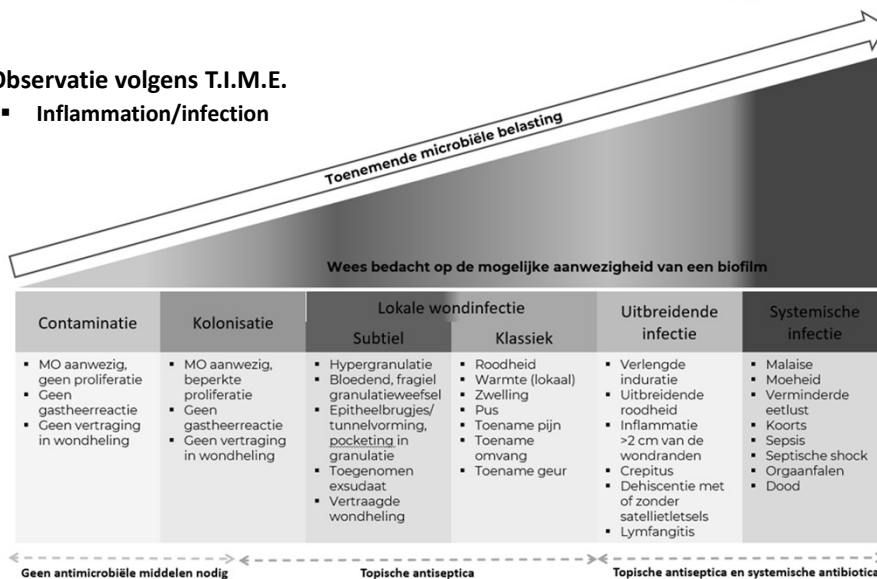 Observatie volgens T.I.M.E.
▪ Inflammation/infection
Toenemende microbiële belasting
Wees bedacht op de mogelijke aanwezigheid van een biofilm
Contaminatie
▪ MO aanwezig,
geen proliferatie
▪ Geen
gastheerreactie
▪ Geen vertraging
in wondheling
Kolonisatie
▪ MO aanwezig,
beperkte
proliferatie
▪ Geen
gastheerreactie
▪ Geen vertraging
in wondheling
Lokale wondinfectie
Subtiel
▪ Hypergranulatie
▪ Bloedend, fragiel
granulatieweefsel
▪ Epitheelbrugjes/
tunnelvorming,
pocketing in
granulatie
▪ Toegenomen
exsudaat
▪ Vertraagde
wondheling
Klassiek
▪ Roodheid
▪ Warmte (lokaal)
▪ Zwelling
▪ Pus
▪ Toename pijn
▪ Toename
omvang
▪ Toename geur
Uitbreidende
infectie
▪ Verlengde
induratie
▪ Uitbreidende
roodheid
▪ Inflammatie
>2 cm van de
wondranden
▪ Crepitus
▪ Dehiscentie met
of zonder
satellietletsels
▪ Lymfangitis
Systemische
infectie
▪ Malaise
▪ Moeheid
▪ Verminderde
eetlust
▪ Koorts
▪ Sepsis
▪ Septische shock
▪ Orgaanfalen
▪ Dood
Geen antimicrobiële middelen nodig
Topische antiseptica
Topische antiseptica en systemische antibiotica